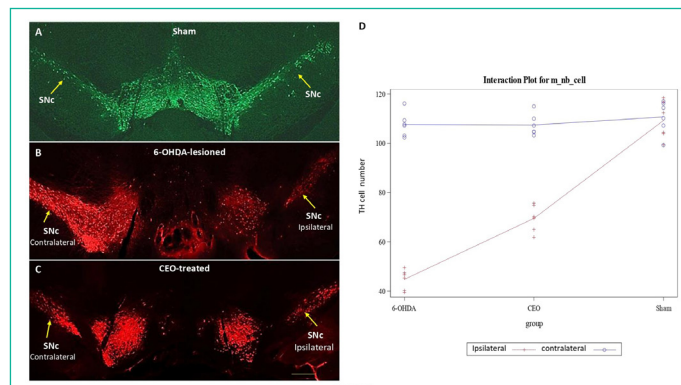 A
Sham
SNc
SNc
B
6-OHDA-lesioned
SNc
Contralateral
SNc
Ipsilateral
C
CEO-treated
SNc
Contralateral
SNc
Ipsilateral
D
Interaction Plot for m_nb_cell
TH cell number
120
100
80
60
40
6-OHDA
CEO
Sham
group
Ipsilateral
contralateral